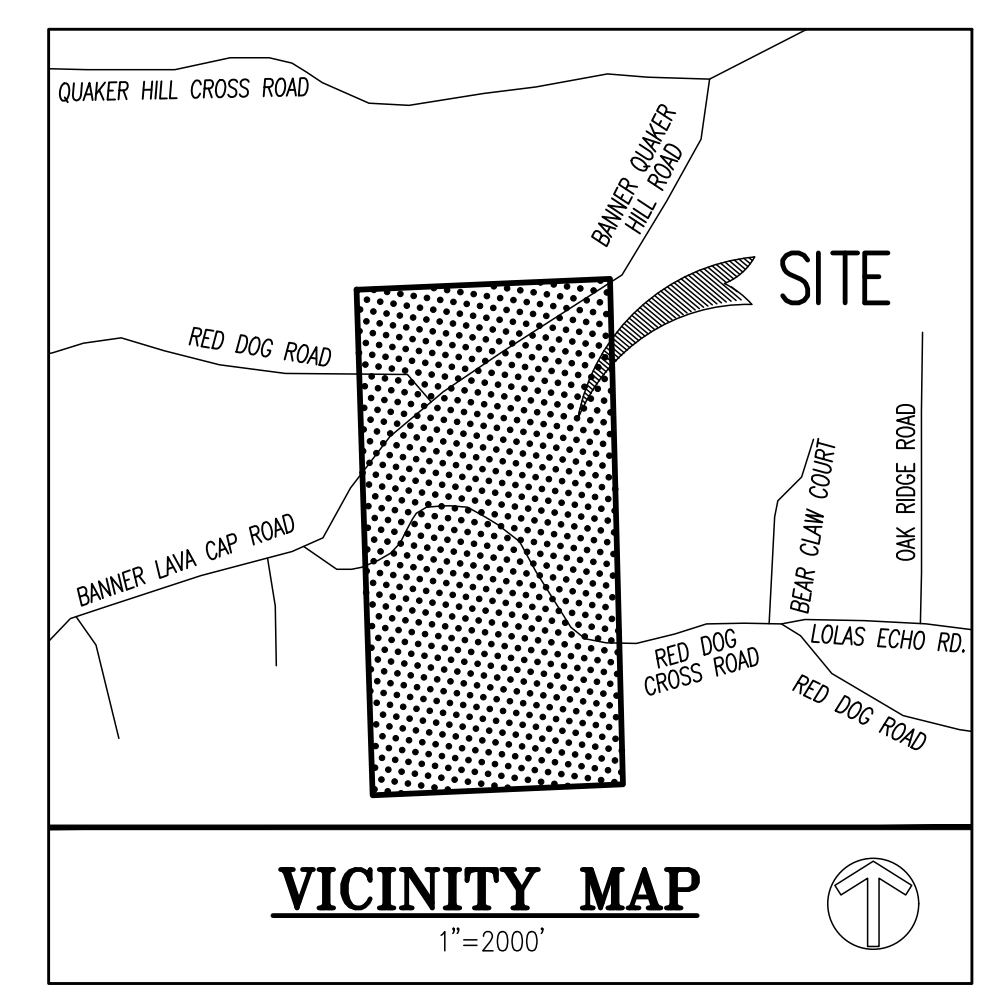 QUAKER HILL CROSS ROAD
BANNER QUAKER
HILL ROAD
SITE
RED DOG ROAD
OAK RIDGE ROAD
BEAR CLAW COURT
BANNER LAVA CAP ROAD
LOLAS ECHO RD.
RED DOG
CROSS ROAD
RED DOG ROAD
VICINITY MAP
1"=2000'